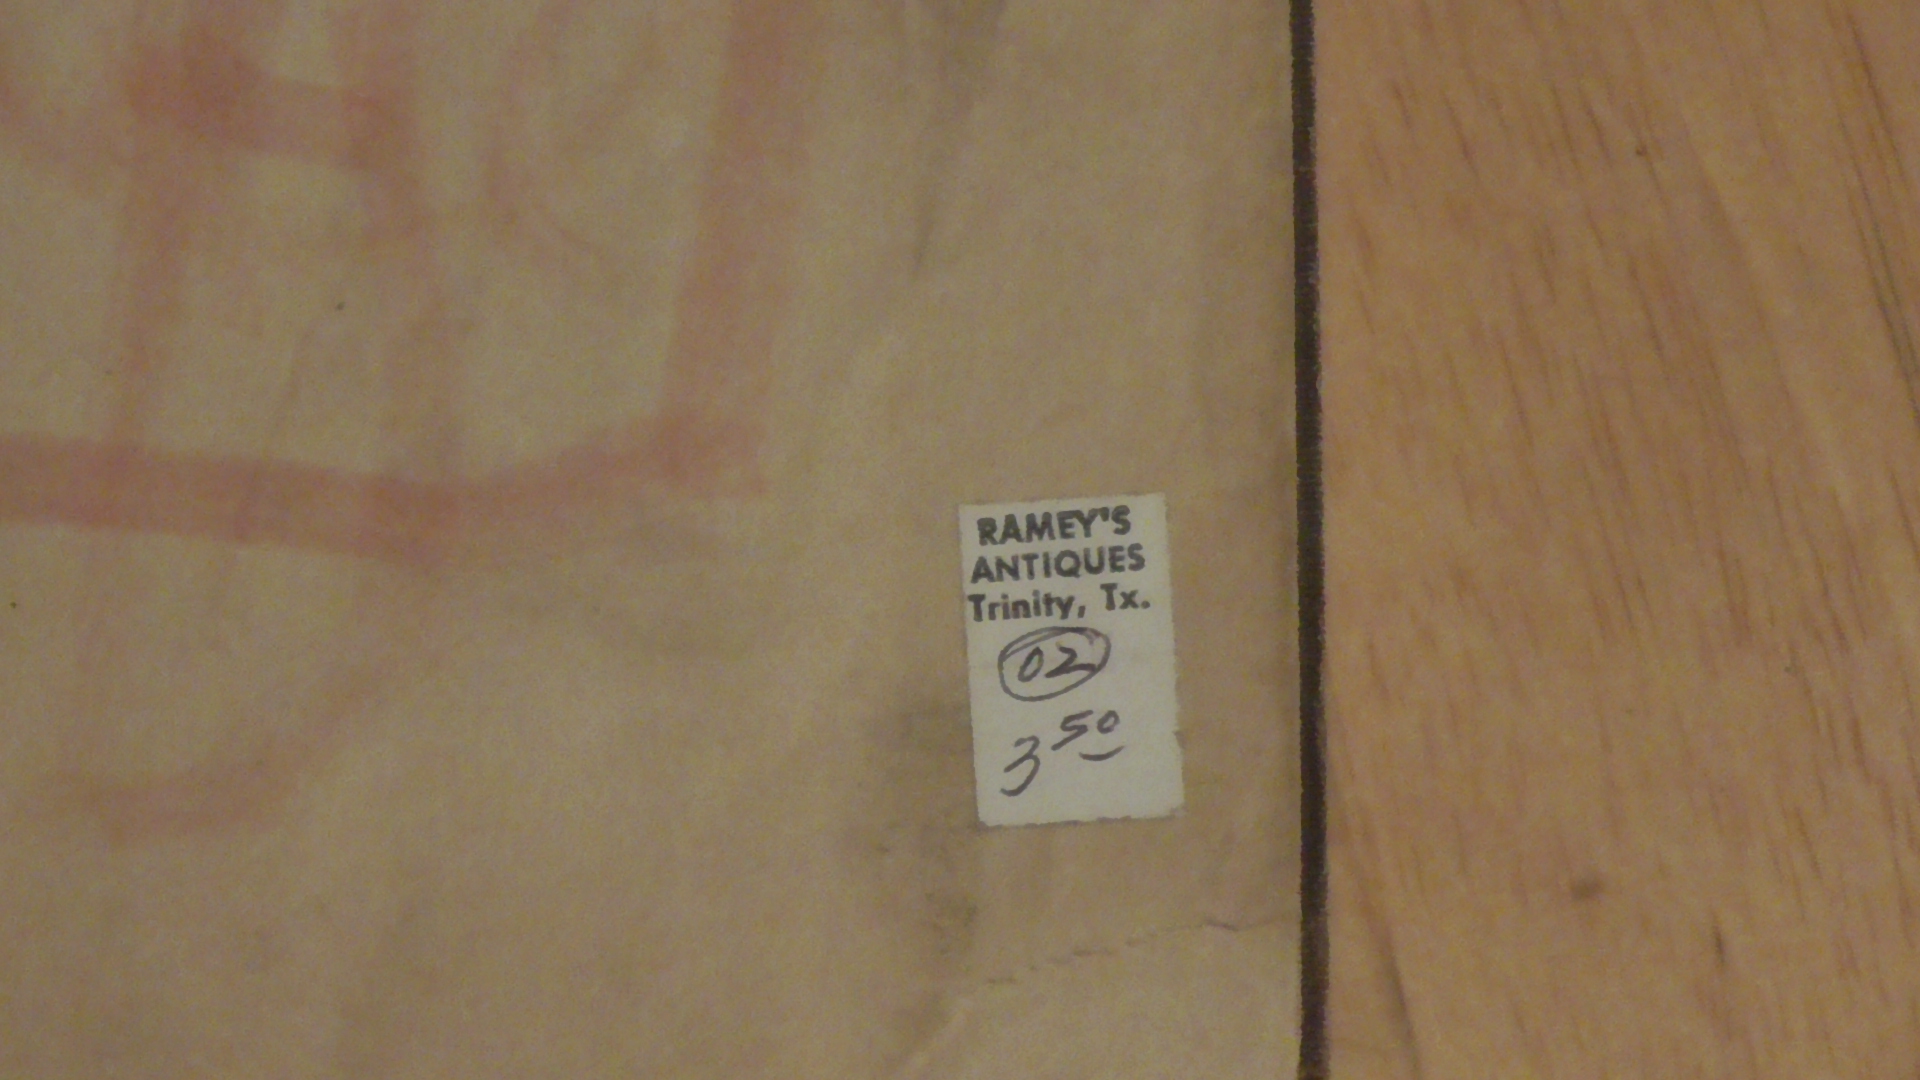 RAMEY'S
ANTIQUES
Trinity, Tx.
02
3 50